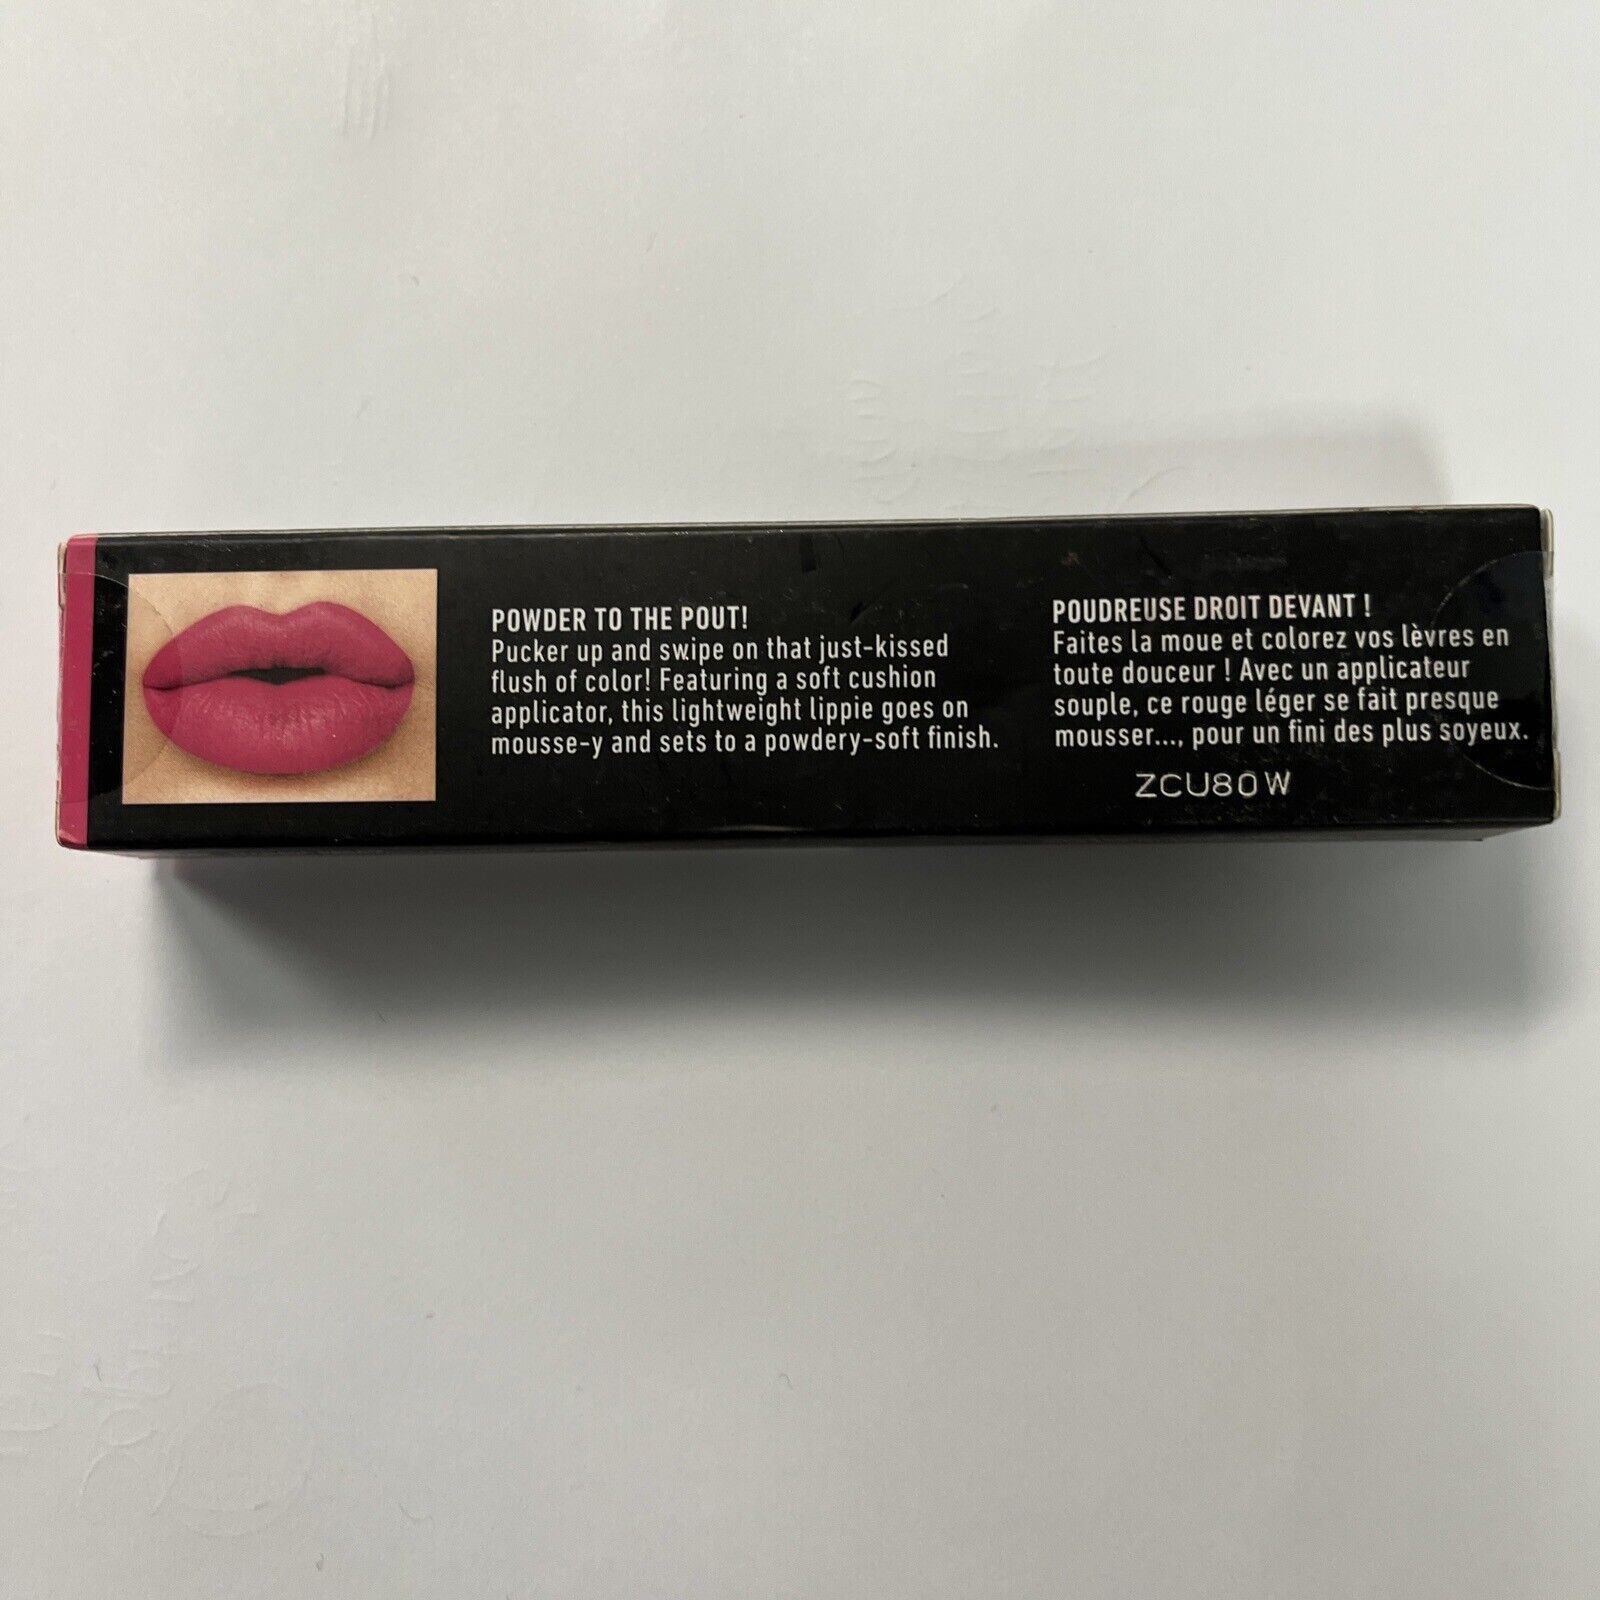 POWDER TO THE POUT!
Pucker up and swipe on that just-kissed
flush of color! Featuring a soft cushion
applicator, this lightweight lippie goes on
mousse-y and sets to a powdery-soft finish.
POUDREUSE DROIT DEVANT !
Faites la moue et colorez vos lèvres en
toute douceur ! Avec un applicateur
souple, ce rouge léger se fait presque
mousser..., pour un fini des plus soyeux.
ZCU80W